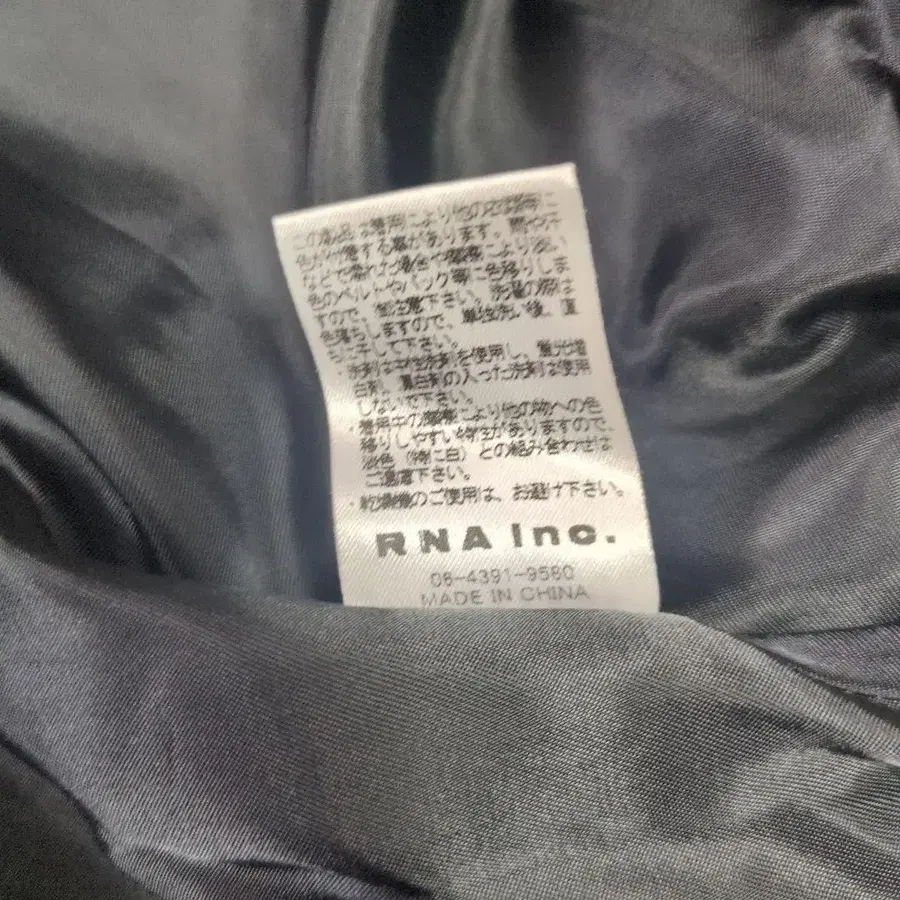 この製品は着用により他の衣類等に
色が付着する事があります。雨や汗
などで濡れた場合や摩擦により淡い
色のベルトやバック等に色移りしま
すので、御注意下さい。洗濯の際は
色落ちしますので、単独洗い後、直
ちに干して下さい。
・洗剤は中性洗剤を使用し、蛍光増
白剤、漂白剤の入った洗剤は使用
しないで下さい。
・着用中の摩擦により他の物への色
移りしやすい特性がありますので、
淡色(特に白)との組み合わせは
ご遠慮下さい。
・乾燥機のご使用は、お避け下さい。
RNA Inc.
06-4391-9560
MADE IN CHINA